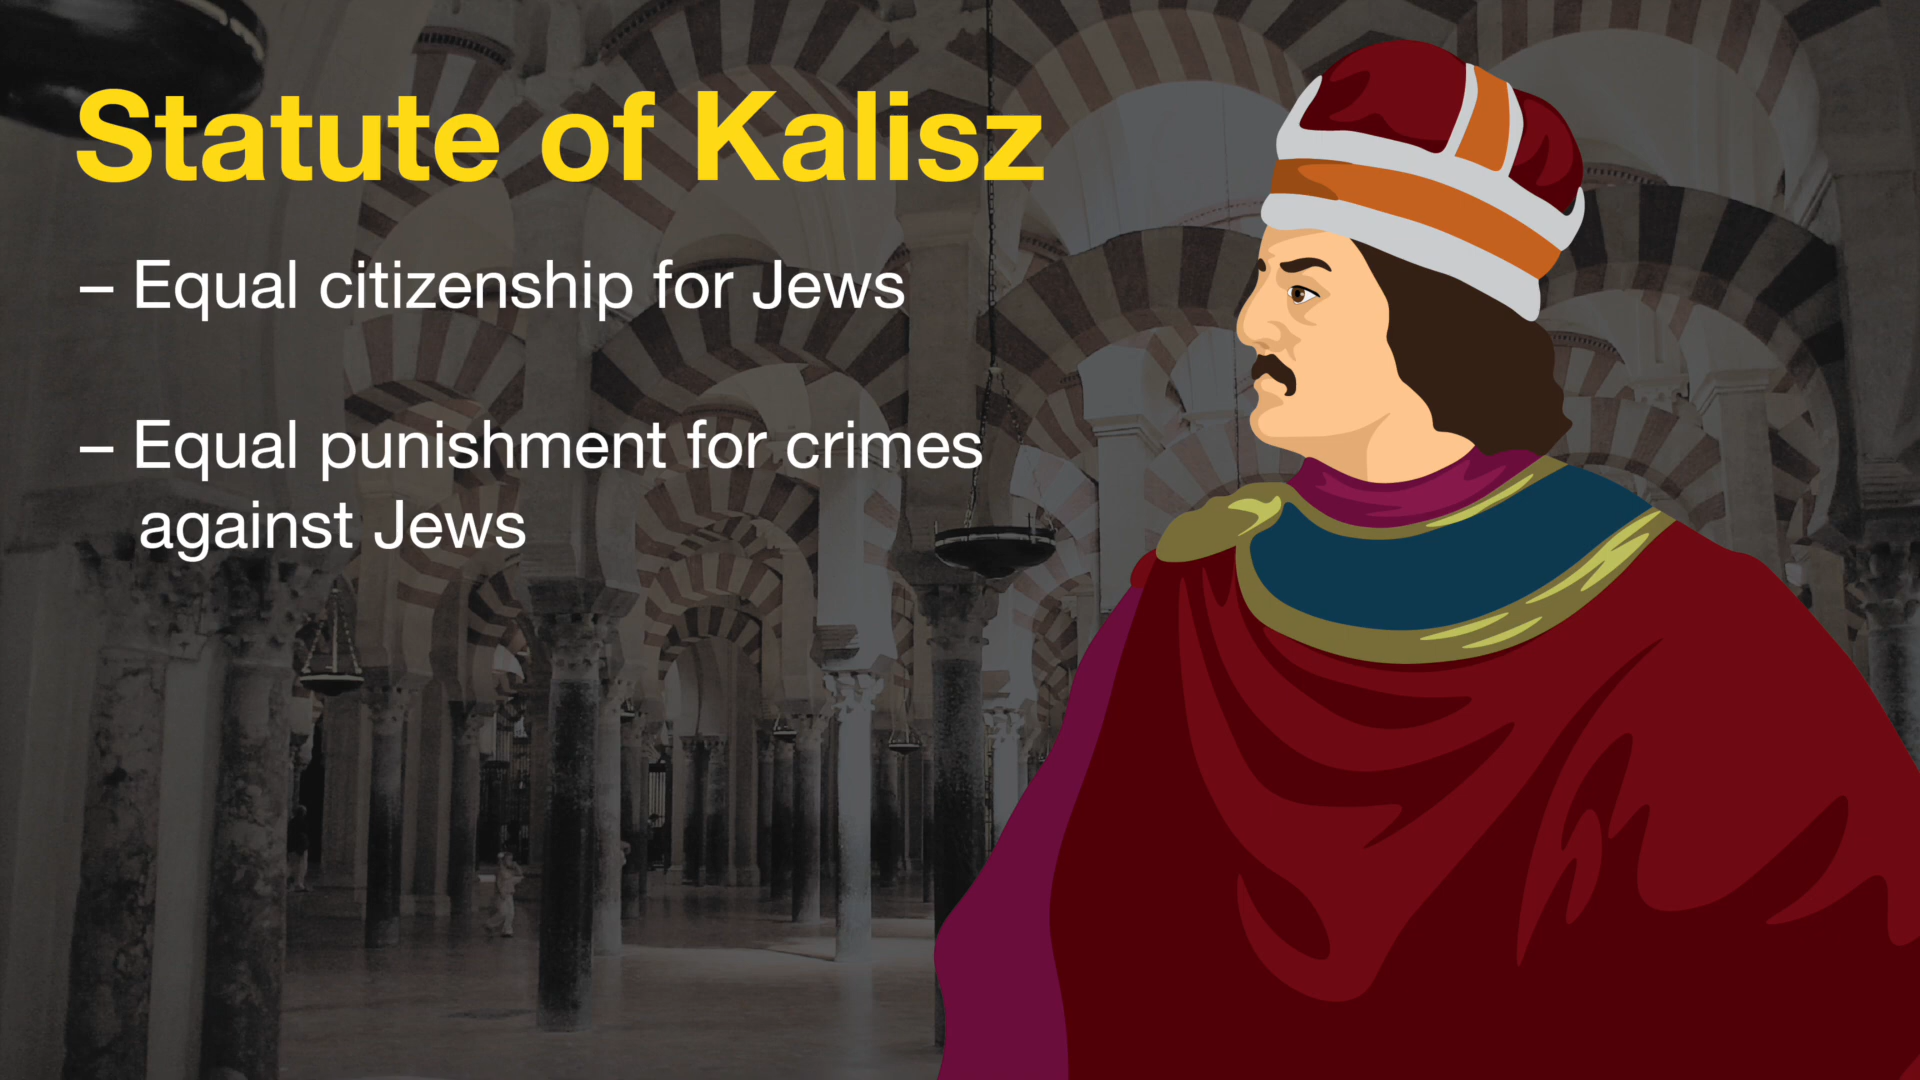 Statute of Kalisz
– Equal citizenship for Jews
– Equal punishment for crimes
against Jews